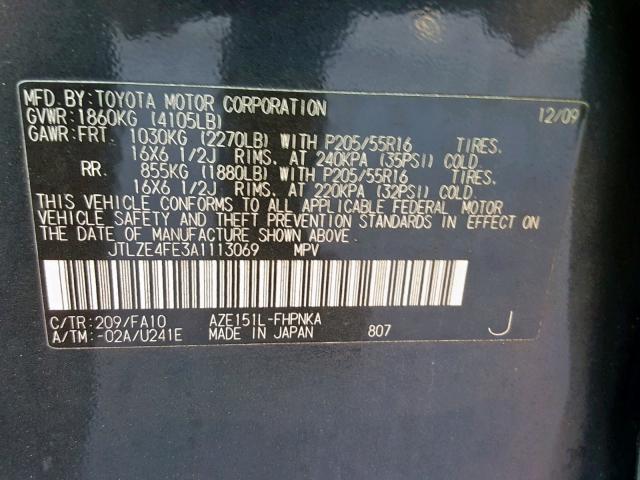 MFD.BY:TOYOTA MOTOR CORPORATION 12/09
GVWR:1860KG (4105LB)
GAWR:FRT 1030KG (2270LB) WITH P205/55R16 TIRES.
16X6 1/2J RIMS. AT 240KPA (35PSI) COLD.
RR 855KG (1880LB) WITH P205/55R16 TIRES.
16X6 1/2J RIMS. AT 220KPA (32PSI) COLD.
THIS VEHICLE CONFORMS TO ALL APPLICABLE FEDERAL MOTOR
VEHICLE SAFETY AND THEFT PREVENTION STANDARDS IN EFFECT ON
THE DATE OF MANUFACTURE SHOWN ABOVE.
JTLZE4FE3A1113069 MPV
C/TR:209/FA10 AZE151L-FHPNKA
A/TM:-02A/U241E MADE IN JAPAN 807 J